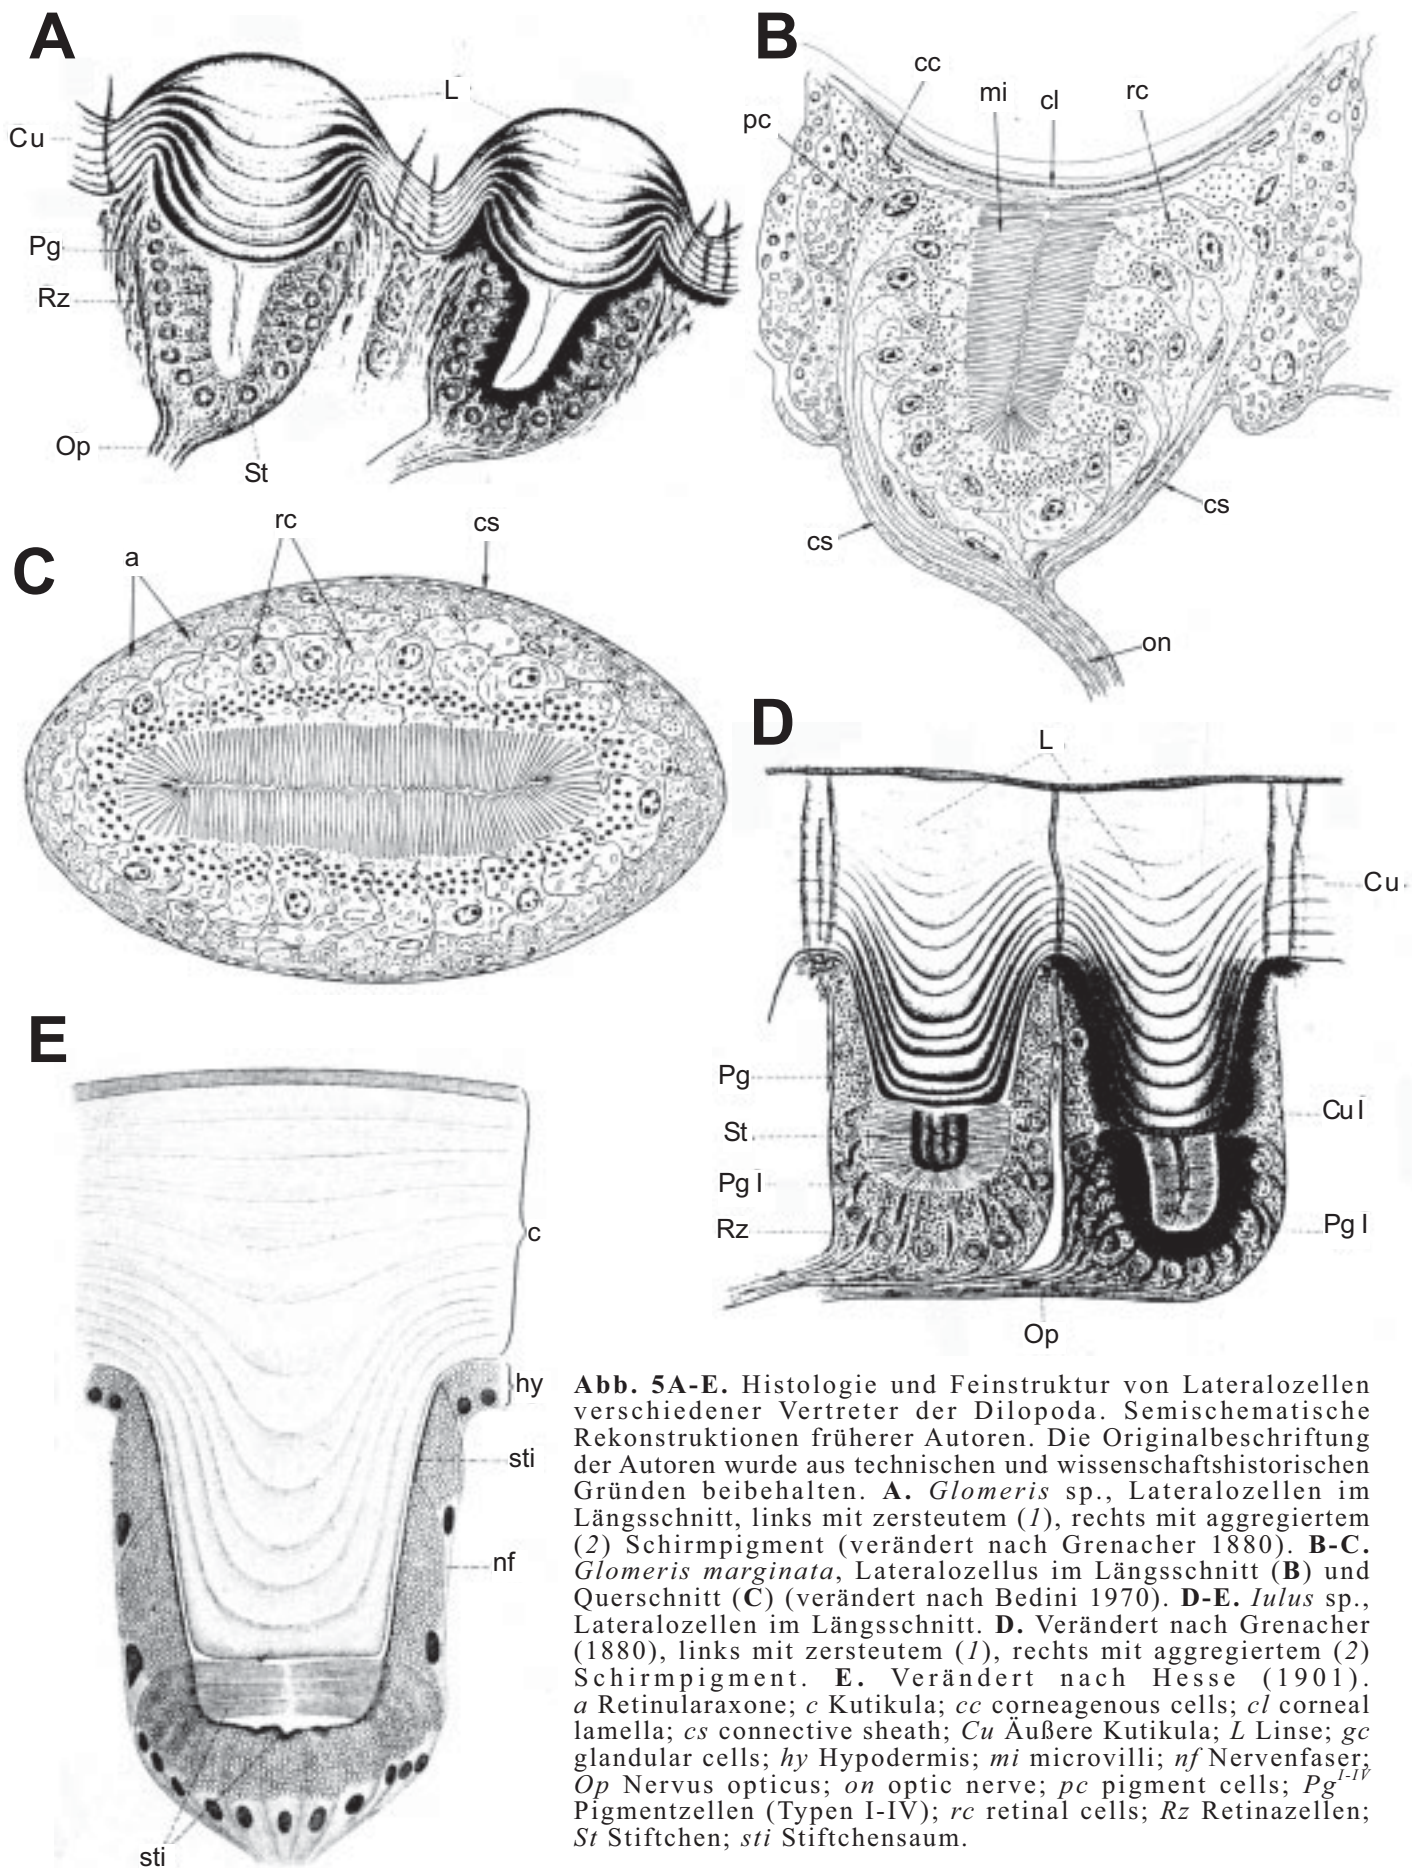 A
L
Cu
Pg
Rz
Op
St
B
cc
mi
cl
rc
pc
cs
cs
on
C
a
rc
cs
D
L
Cu
Pg
St
Pg I
Rz
Cu I
Pg I
Op
E
c
hy
sti
nf
sti
Abb. 5A-E. Histologie und Feinstruktur von Lateralozellen
verschiedener Vertreter der Dilopoda. Semischematische
Rekonstruktionen früherer Autoren. Die Originalbeschriftung
der Autoren wurde aus technischen und wissenschaftshistorischen
Gründen beibehalten. A. Glomeris sp., Lateralozellen im
Längsschnitt, links mit zersteutem (1), rechts mit aggregiertem
(2) Schirmpigment (verändert nach Grenacher 1880). B-C.
Glomeris marginata, Lateralozellus im Längsschnitt (B) und
Querschnitt (C) (verändert nach Bedini 1970). D-E. Iulus sp.,
Lateralozellen im Längsschnitt. D. Verändert nach Grenacher
(1880), links mit zersteutem (1), rechts mit aggregiertem (2)
Schirmpigment. E. Verändert nach Hesse (1901).
a Retinularaxone; c Kutikula; cc corneagenous cells; cl corneal
lamella; cs connective sheath; Cu Äußere Kutikula; L Linse; gc
glandular cells; hy Hypodermis; mi microvilli; nf Nervenfaser;
Op Nervus opticus; on optic nerve; pc pigment cells; Pg^I-IV
Pigmentzellen (Typen I-IV); rc retinal cells; Rz Retinazellen;
St Stiftchen; sti Stiftchensaum.